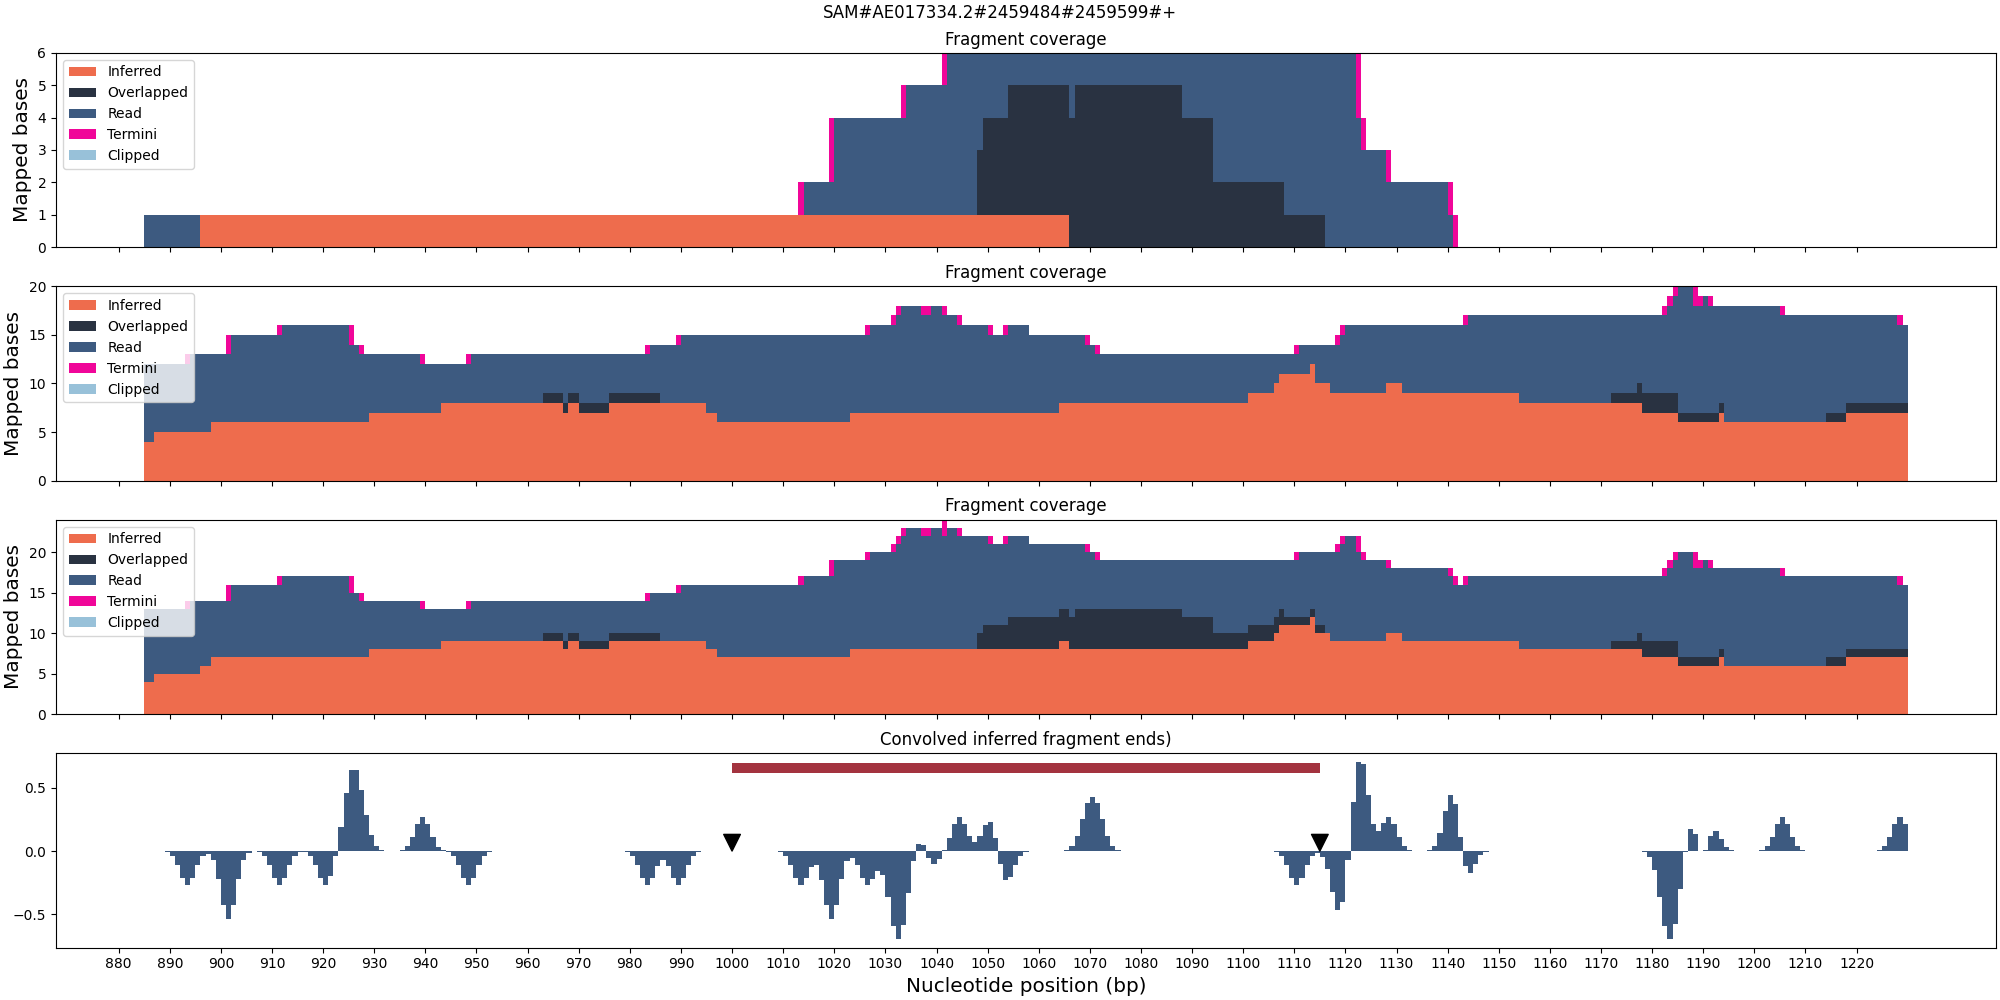 SAM#AE017334.2#2459484#2459599#+
Fragment coverage
Mapped bases
6
5
4
3
2
1
0
Inferred
Overlapped
Read
Termini
Clipped
Fragment coverage
Mapped bases
20
15
10
5
0
Inferred
Overlapped
Read
Termini
Clipped
Fragment coverage
Mapped bases
20
15
10
5
0
Inferred
Overlapped
Read
Termini
Clipped
Convolved inferred fragment ends)
0.5
0.0
−0.5
880 890 900 910 920 930 940 950 960 970 980 990 1000 1010 1020 1030 1040 1050 1060 1070 1080 1090 1100 1110 1120 1130 1140 1150 1160 1170 1180 1190 1200 1210 1220
Nucleotide position (bp)